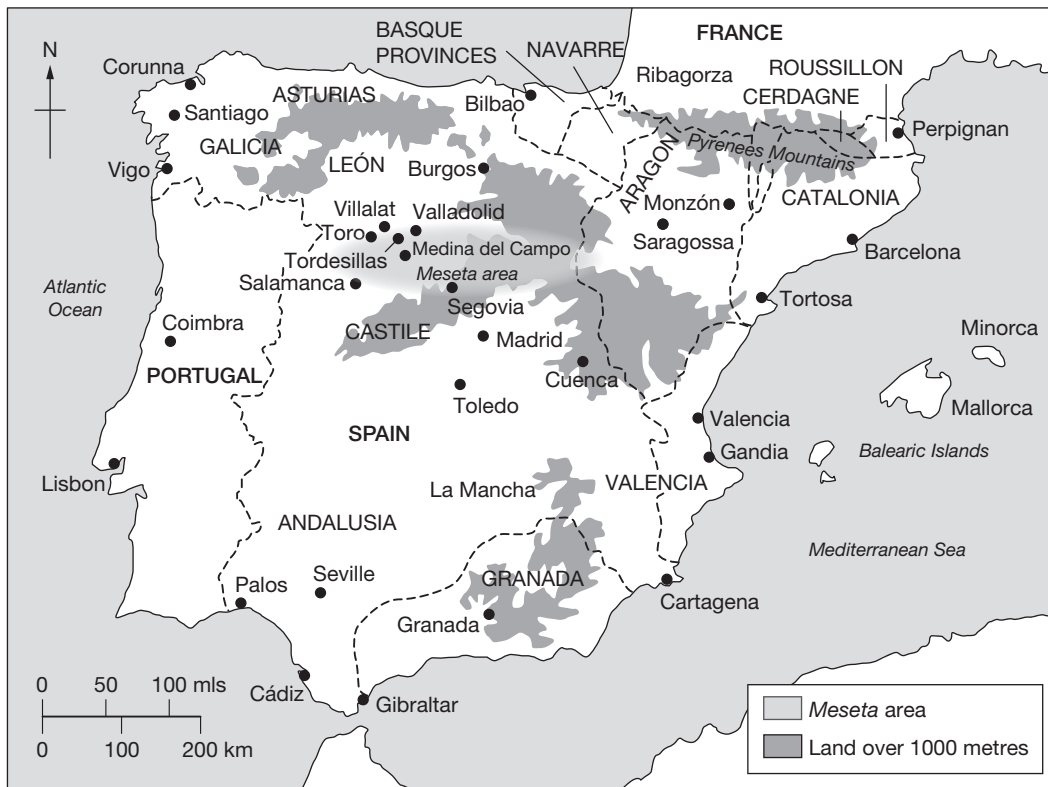 N
BASQUE
PROVINCES
NAVARRE
FRANCE
Corunna
ASTURIAS
Bilbao
Ribagorza
ROUSSILLON
CERDAGNE
Santiago
Perpignan
GALICIA
LEÓN
Burgos
Pyrenees Mountains
Vigo
ARAGON
CATALONIA
Monzón
Villalat
Valladolid
Toro
Saragossa
Barcelona
Tordesillas
Medina del Campo
Meseta area
Salamanca
Segovia
Atlantic
Ocean
Tortosa
Coimbra
CASTILE
Madrid
Minorca
PORTUGAL
Cuenca
Toledo
Mallorca
Valencia
SPAIN
Gandia
Balearic Islands
Lisbon
La Mancha
VALENCIA
ANDALUSIA
Mediterranean Sea
Palos
Seville
GRANADA
Cartagena
Granada
0 50 100 mls
Cádiz
Gibraltar
0 100 200 km
Meseta area
Land over 1000 metres